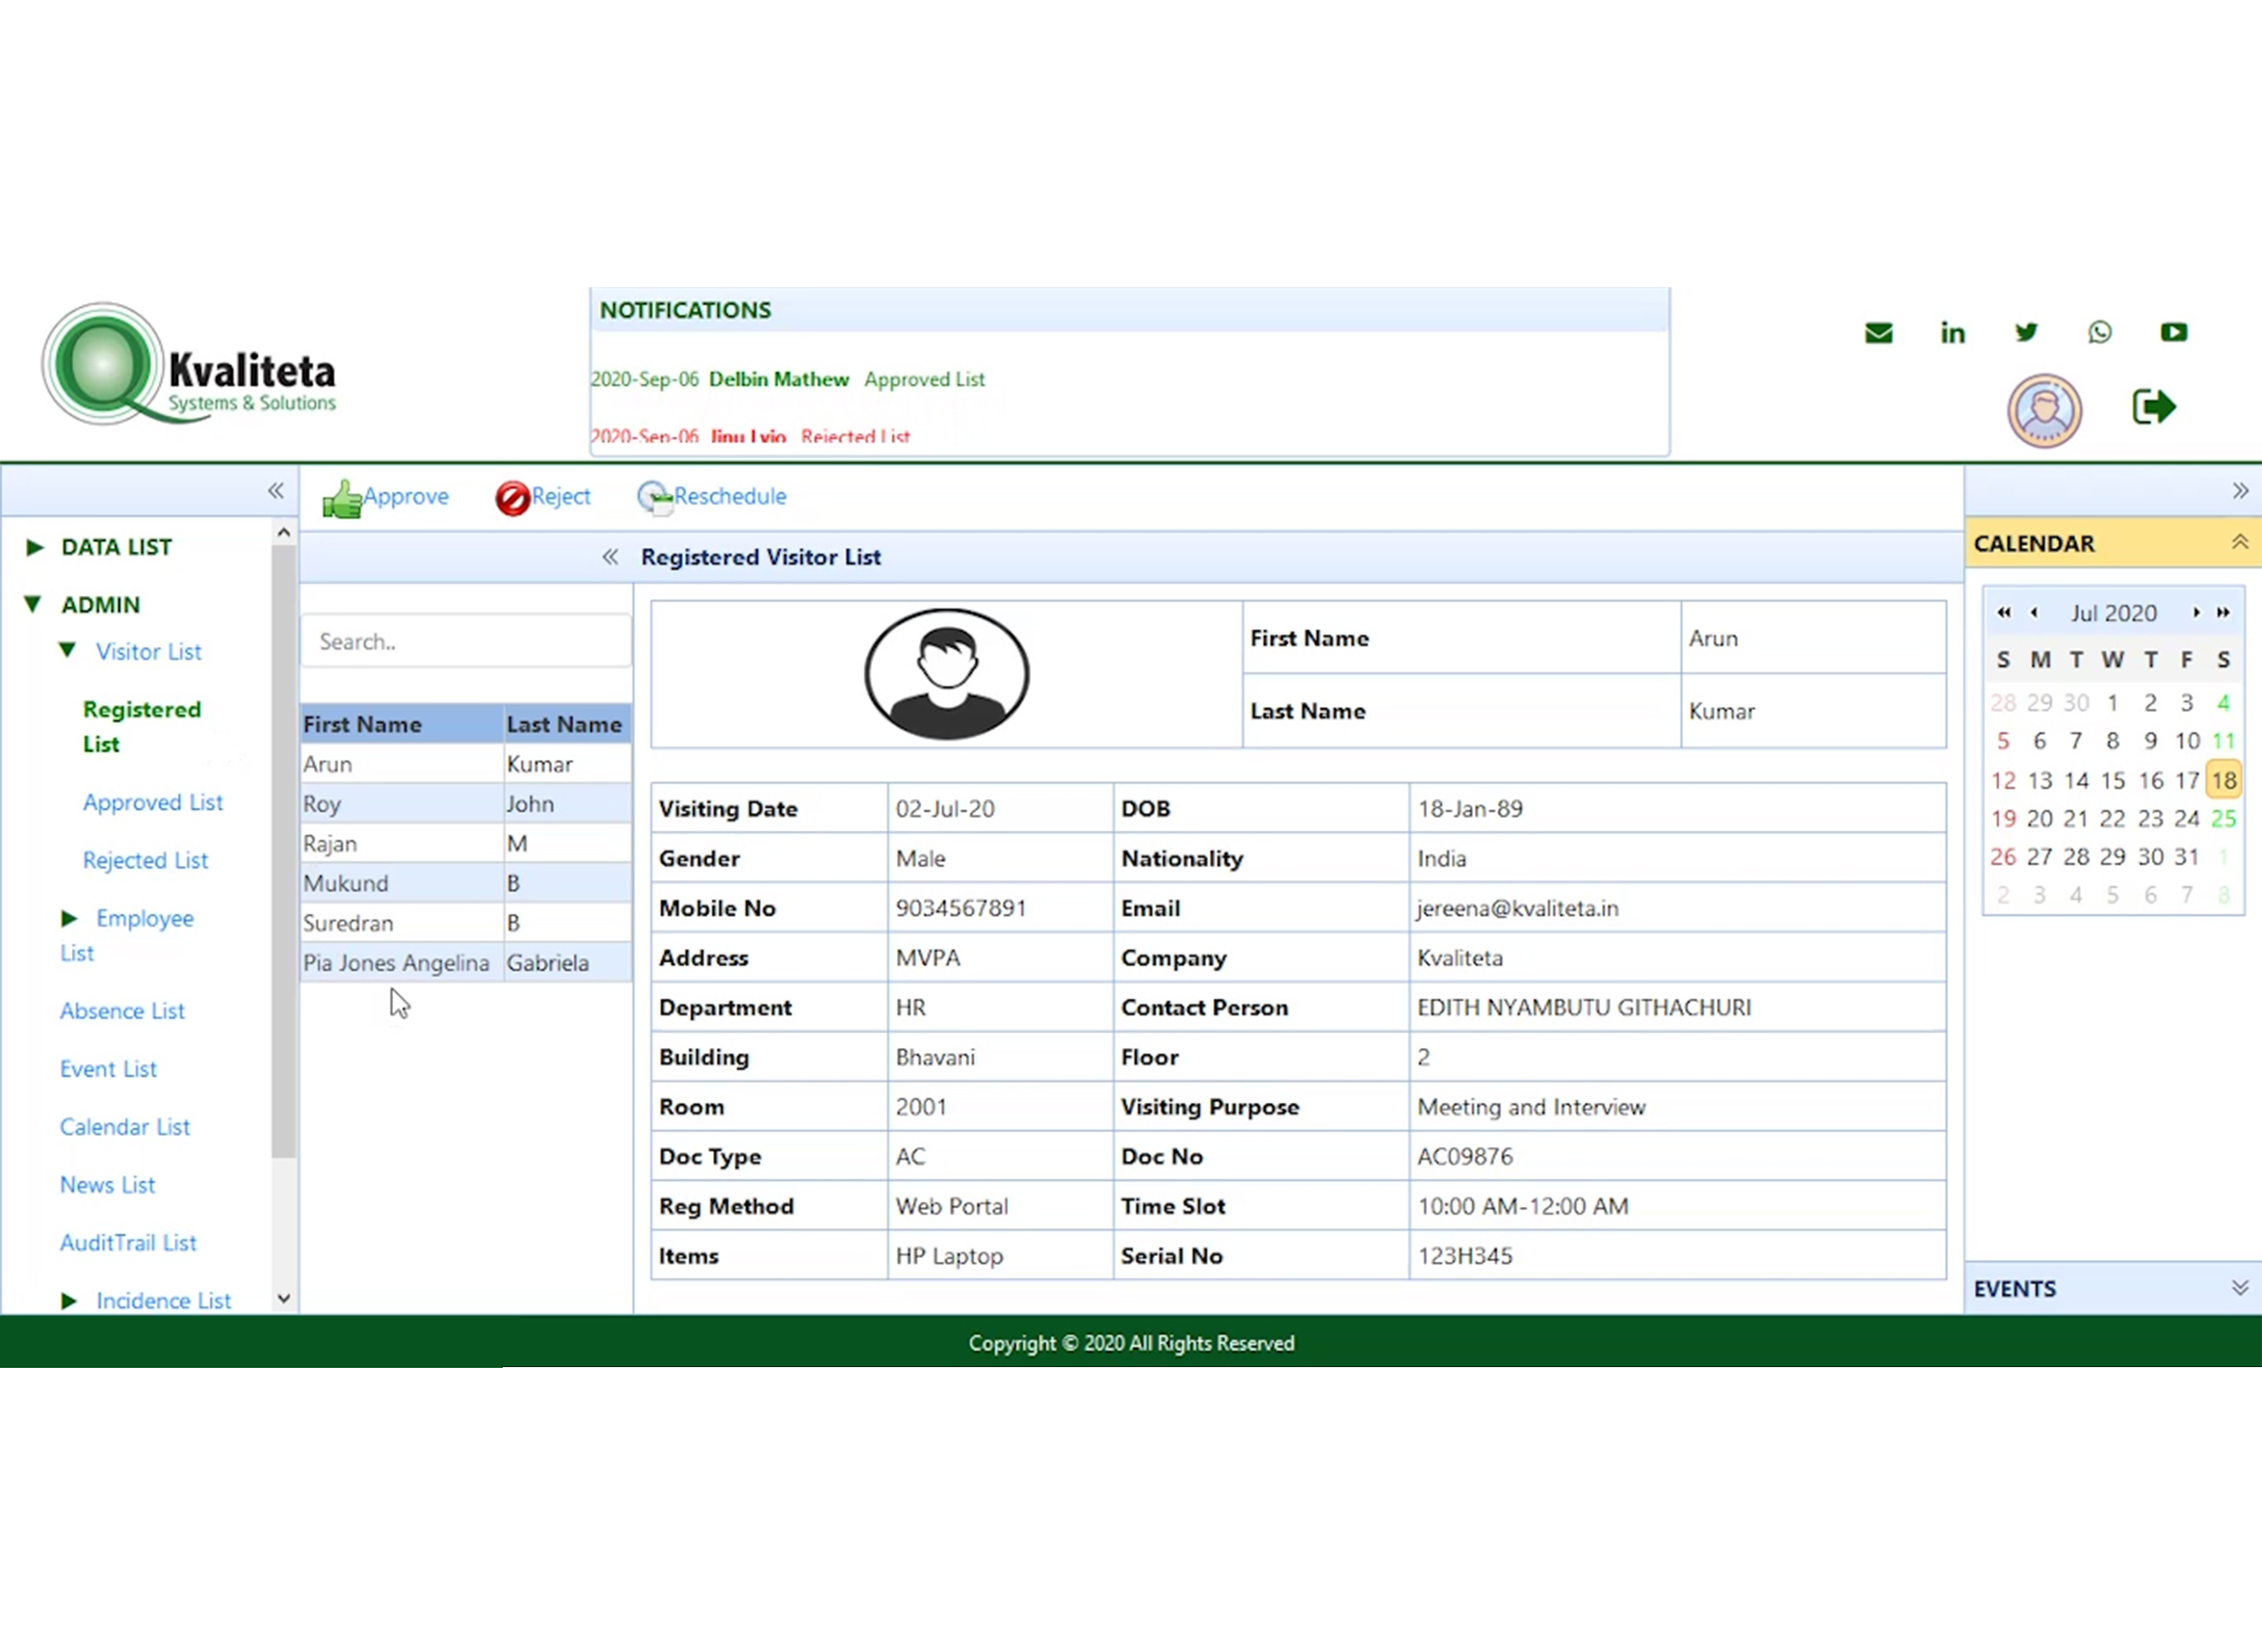 Kvaliteta
Systems & Solutions
NOTIFICATIONS
2020-Sep-06 Delbin Mathew Approved List
2020-Sep-06 Jinu Lyio Rejected List
Approve Reject Reschedule
DATA LIST
ADMIN
Visitor List
Registered
List
Approved List
Rejected List
Employee
List
Absence List
Event List
Calendar List
News List
AuditTrail List
Incidence List
Search..
First Name Last Name
Arun Kumar
Roy John
Rajan M
Mukund B
Suredran B
Pia Jones Angelina Gabriela
Registered Visitor List
First Name Arun
Last Name Kumar
Visiting Date 02-Jul-20 DOB 18-Jan-89
Gender Male Nationality India
Mobile No 9034567891 Email jereena@kvaliteta.in
Address MVPA Company Kvaliteta
Department HR Contact Person EDITH NYAMBUTU GITHACHURI
Building Bhavani Floor 2
Room 2001 Visiting Purpose Meeting and Interview
Doc Type AC Doc No AC09876
Reg Method Web Portal Time Slot 10:00 AM-12:00 AM
Items HP Laptop Serial No 123H345
CALENDAR
Jul 2020
S M T W T F S
28 29 30 1 2 3 4
5 6 7 8 9 10 11
12 13 14 15 16 17 18
19 20 21 22 23 24 25
26 27 28 29 30 31 1
2 3 4 5 6 7 8
EVENTS
Copyright © 2020 All Rights Reserved